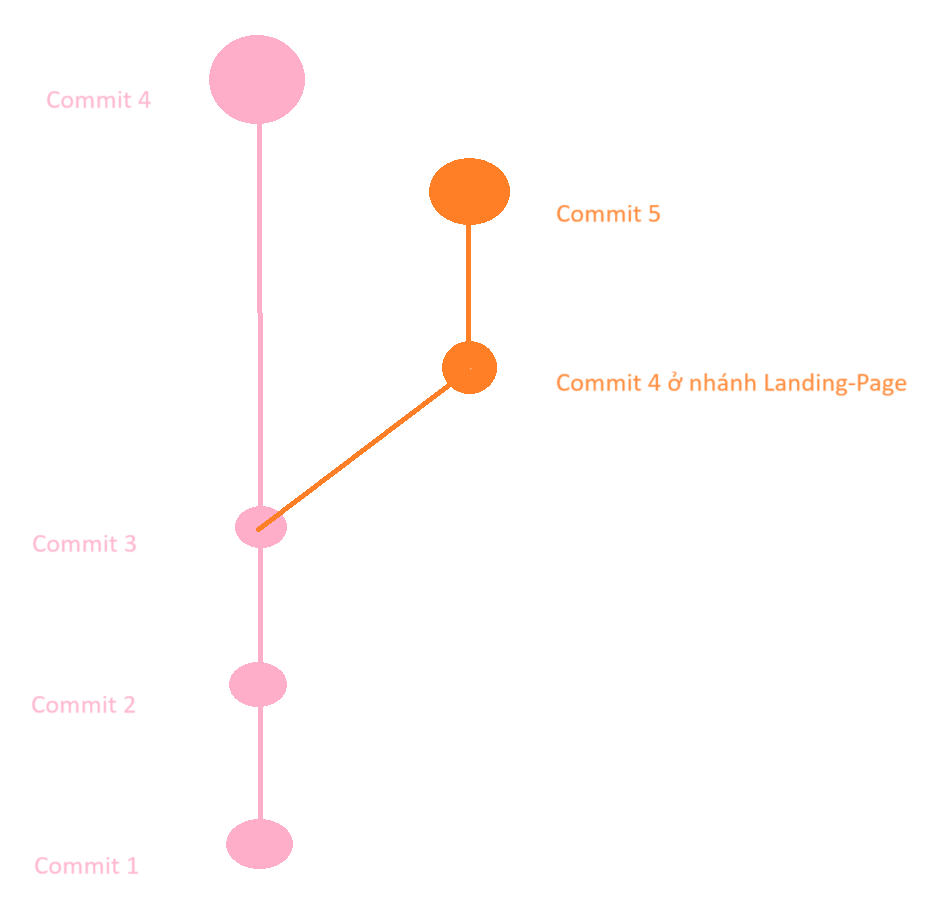 Commit 4
Commit 5
Commit 4 ở nhánh Landing-Page
Commit 3
Commit 2
Commit 1